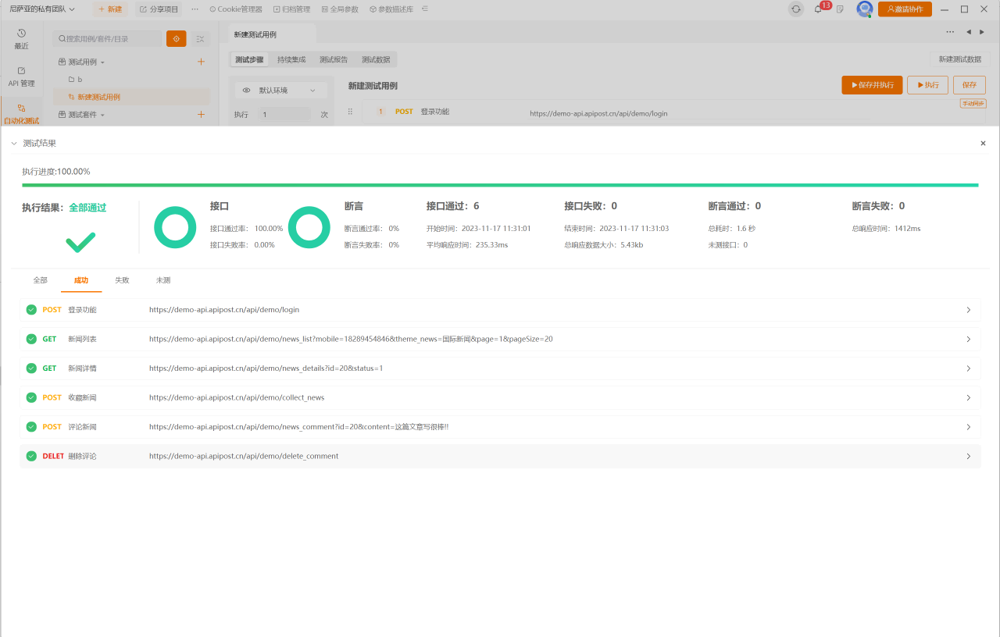 尼萨亚的私有团队 + 新建 分享项目 ··· Cookie管理器 归档管理 全局参数 参数描述库 13 邀请协作
最近
API 管理
自动化测试
搜索用例/套件/目录
测试用例
b
新建测试用例
测试套件
新建测试用例
测试步骤 持续集成 测试报告 测试数据 新建测试数据
默认环境
执行 1 次
新建测试用例 保存并执行 执行 保存
手动同步
1 POST 登录功能 https://demo-api.apipost.cn/api/demo/login
测试结果
执行进度:100.00%
执行结果：全部通过
接口
接口通过率： 100.00%
接口失败率： 0.00%
断言
断言通过率： 0%
断言失败率： 0%
接口通过：6 接口失败：0 断言通过：0 断言失败：0
开始时间：2023-11-17 11:31:01 结束时间：2023-11-17 11:31:03 总耗时：1.6 秒 总响应时间：1412ms
平均响应时间：235.33ms 总响应数据大小：5.43kb 未测接口：0
全部 成功 失败 未测
POST 登录功能 https://demo-api.apipost.cn/api/demo/login
GET 新闻列表 https://demo-api.apipost.cn/api/demo/news_list?mobile=18289454846&theme_news=国际新闻&page=1&pageSize=20
GET 新闻详情 https://demo-api.apipost.cn/api/demo/news_details?id=20&status=1
POST 收藏新闻 https://demo-api.apipost.cn/api/demo/collect_news
POST 评论新闻 https://demo-api.apipost.cn/api/demo/news_comment?id=20&content=这篇文章写很棒!!
DELET 删除评论 https://demo-api.apipost.cn/api/demo/delete_comment